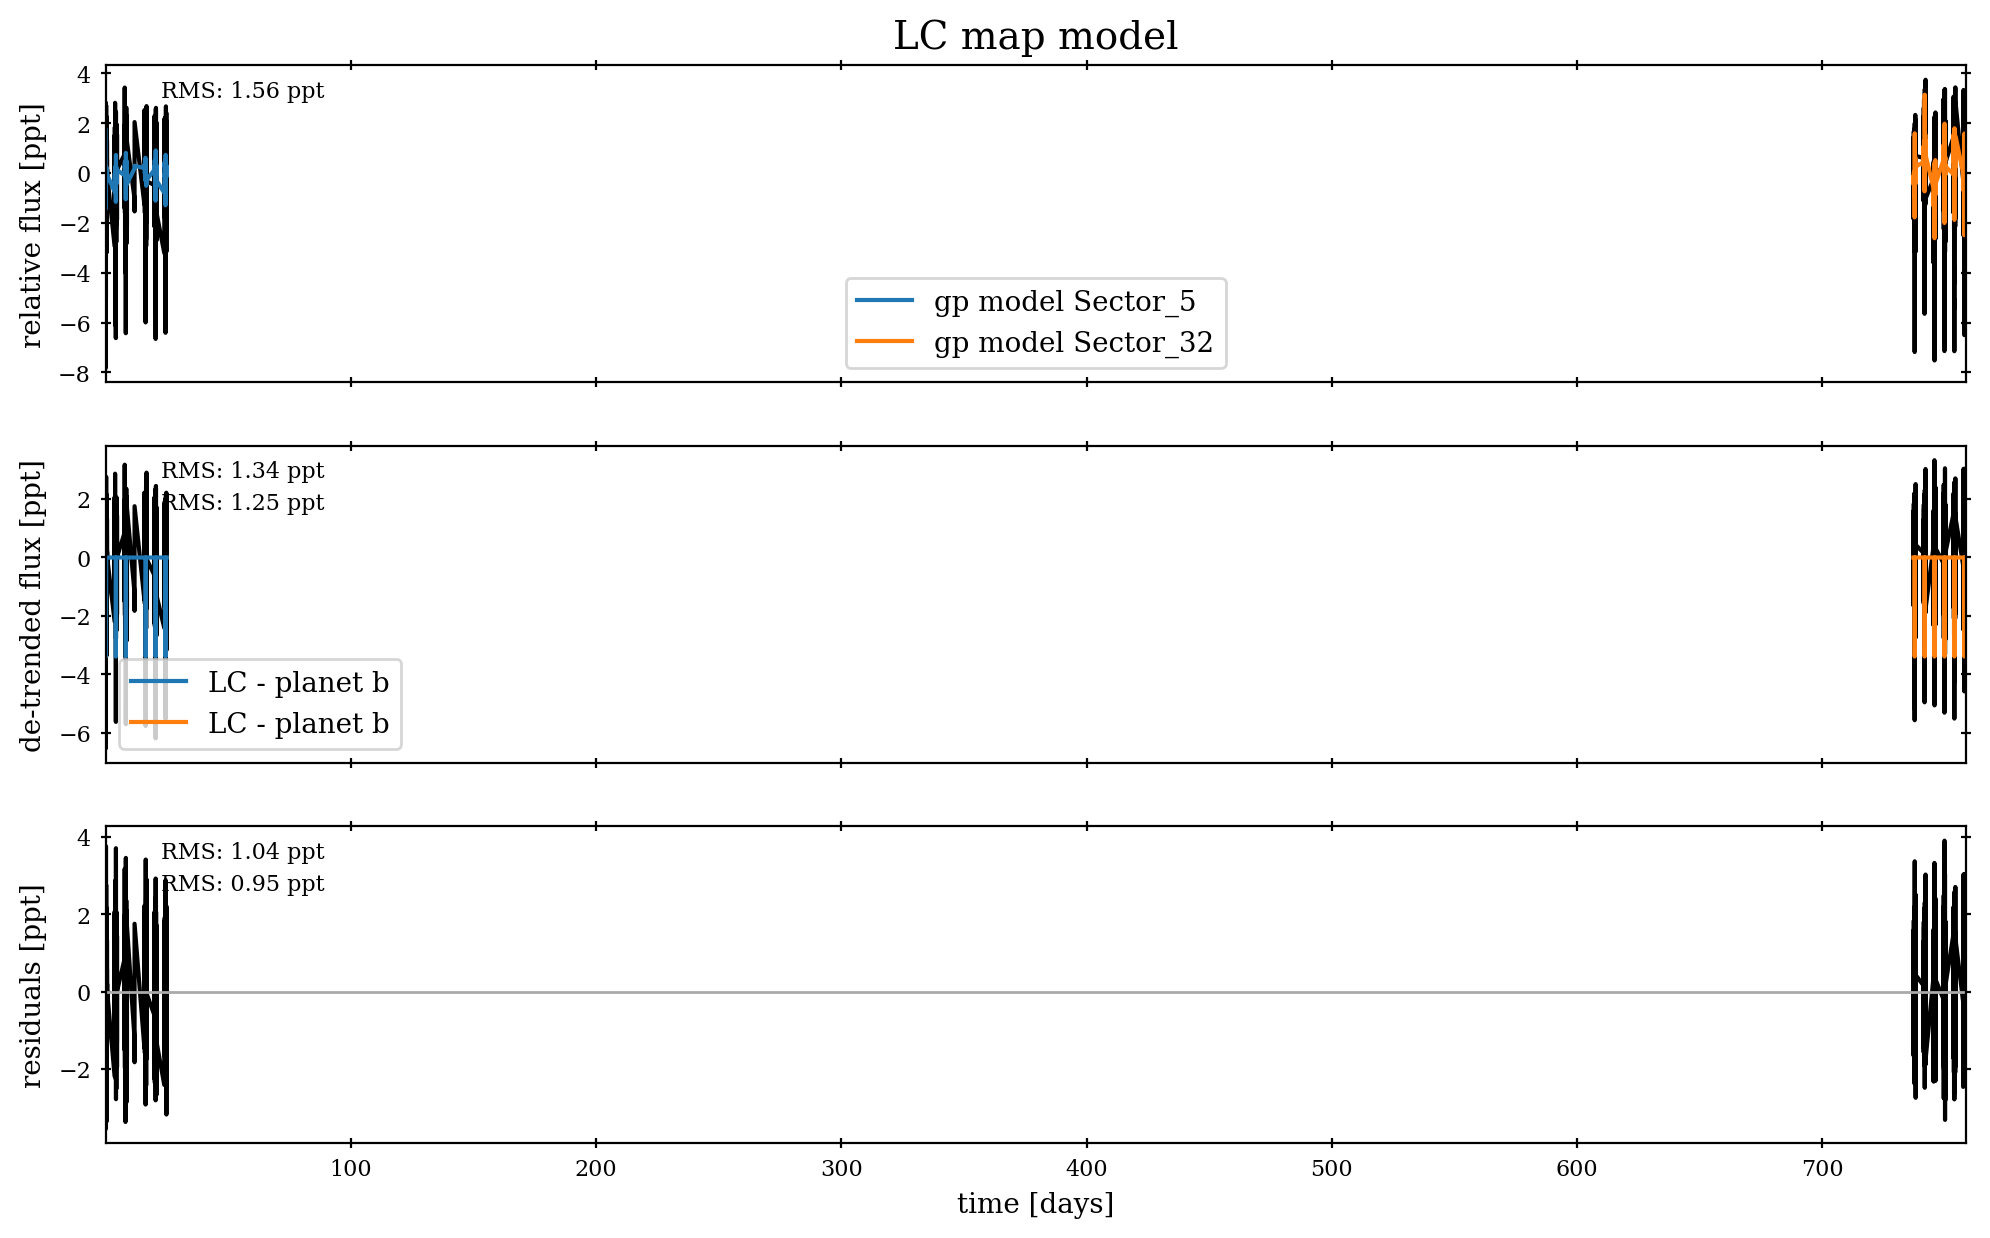 LC map model
relative flux [ppt]
4
2
0
−2
−4
−6
−8
RMS: 1.56 ppt
gp model Sector_5
gp model Sector_32
de-trended flux [ppt]
2
0
−2
−4
−6
RMS: 1.34 ppt
RMS: 1.25 ppt
LC - planet b
LC - planet b
residuals [ppt]
4
2
0
−2
RMS: 1.04 ppt
RMS: 0.95 ppt
100 200 300 400 500 600 700
time [days]